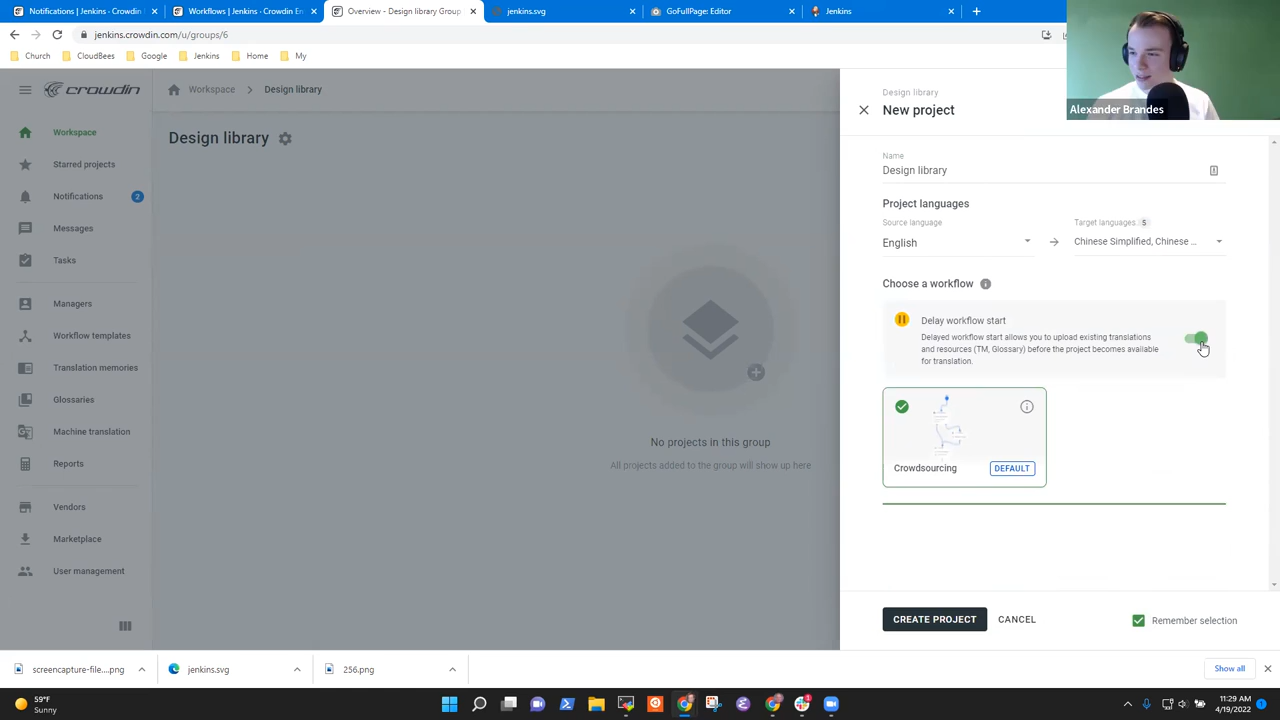 Notifications | Jenkins - Crowdin
Workflows | Jenkins - Crowdin En
Overview - Design library Group
jenkins.svg
GoFullPage: Editor
Jenkins
jenkins.crowdin.com/u/groups/6
Church
CloudBees
Google
Jenkins
Home
My
Alexander Brandes
crowdin
Workspace
Design library
Design library
New project
Workspace
Starred projects
Notifications
2
Messages
Tasks
Managers
Workflow templates
Translation memories
Glossaries
Machine translation
Reports
Vendors
Marketplace
User management
Design library
No projects in this group
All projects added to the group will show up here
Name
Design library
Project languages
Source language
Target languages 5
English
Chinese Simplified, Chinese ...
Choose a workflow
Delay workflow start
Delayed workflow start allows you to upload existing translations
and resources (TM, Glossary) before the project becomes available
for translation.
Crowdsourcing
DEFAULT
CREATE PROJECT
CANCEL
Remember selection
screencapture-file....png
jenkins.svg
256.png
Show all
59°F
Sunny
11:29 AM
4/19/2022